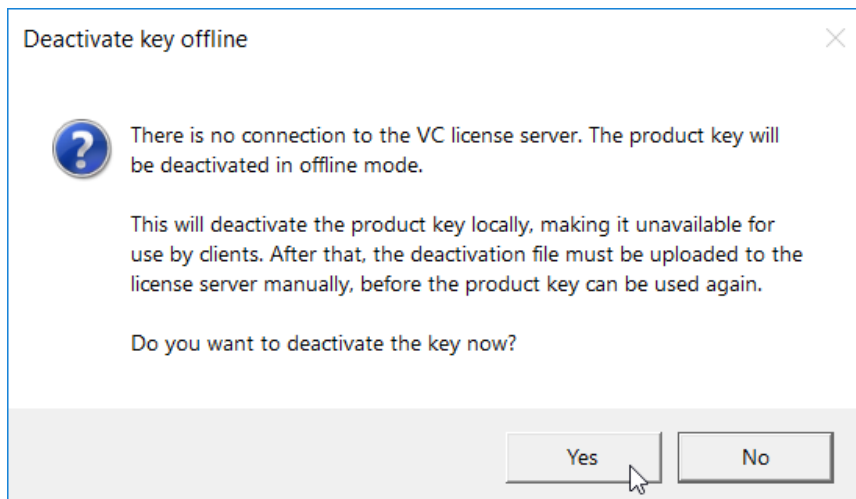 Deactivate key offline
There is no connection to the VC license server. The product key will
be deactivated in offline mode.
This will deactivate the product key locally, making it unavailable for
use by clients. After that, the deactivation file must be uploaded to the
license server manually, before the product key can be used again.
Do you want to deactivate the key now?
Yes
No